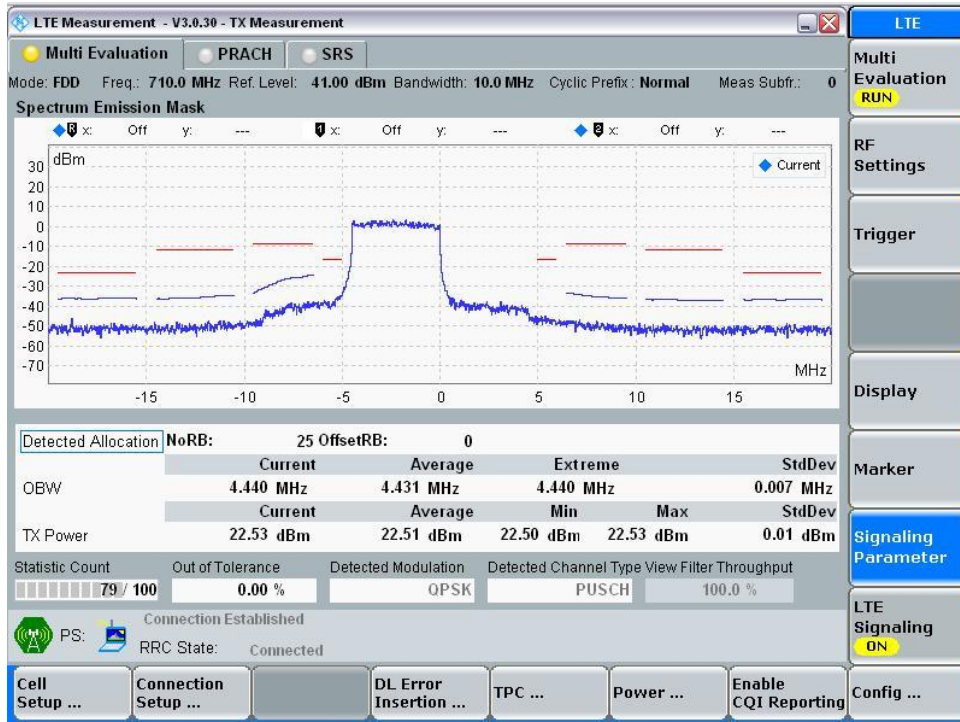 LTE Measurement - V3.0.30 - TX Measurement
LTE
Multi Evaluation PRACH SRS
Mode: FDD Freq.: 710.0 MHz Ref. Level: 41.00 dBm Bandwidth: 10.0 MHz Cyclic Prefix: Normal Meas Subfr.: 0
Spectrum Emission Mask
R x: Off y: --- 1 x: Off y: --- 2 x: Off y: ---
dBm
Current
30
20
10
0
-10
-20
-30
-40
-50
-60
-70
MHz
-15 -10 -5 0 5 10 15
Detected Allocation NoRB: 25 OffsetRB: 0
Current Average Extreme StdDev
OBW 4.440 MHz 4.431 MHz 4.440 MHz 0.007 MHz
Current Average Min Max StdDev
TX Power 22.53 dBm 22.51 dBm 22.50 dBm 22.53 dBm 0.01 dBm
Statistic Count Out of Tolerance Detected Modulation Detected Channel Type View Filter Throughput
79 / 100 0.00 % QPSK PUSCH 100.0 %
PS: Connection Established
RRC State: Connected
Multi
Evaluation
RUN
RF
Settings
Trigger
Display
Marker
Signaling
Parameter
LTE
Signaling
ON
Cell
Setup ...
Connection
Setup ...
DL Error
Insertion ...
TPC ...
Power ...
Enable
CQI Reporting
Config ...